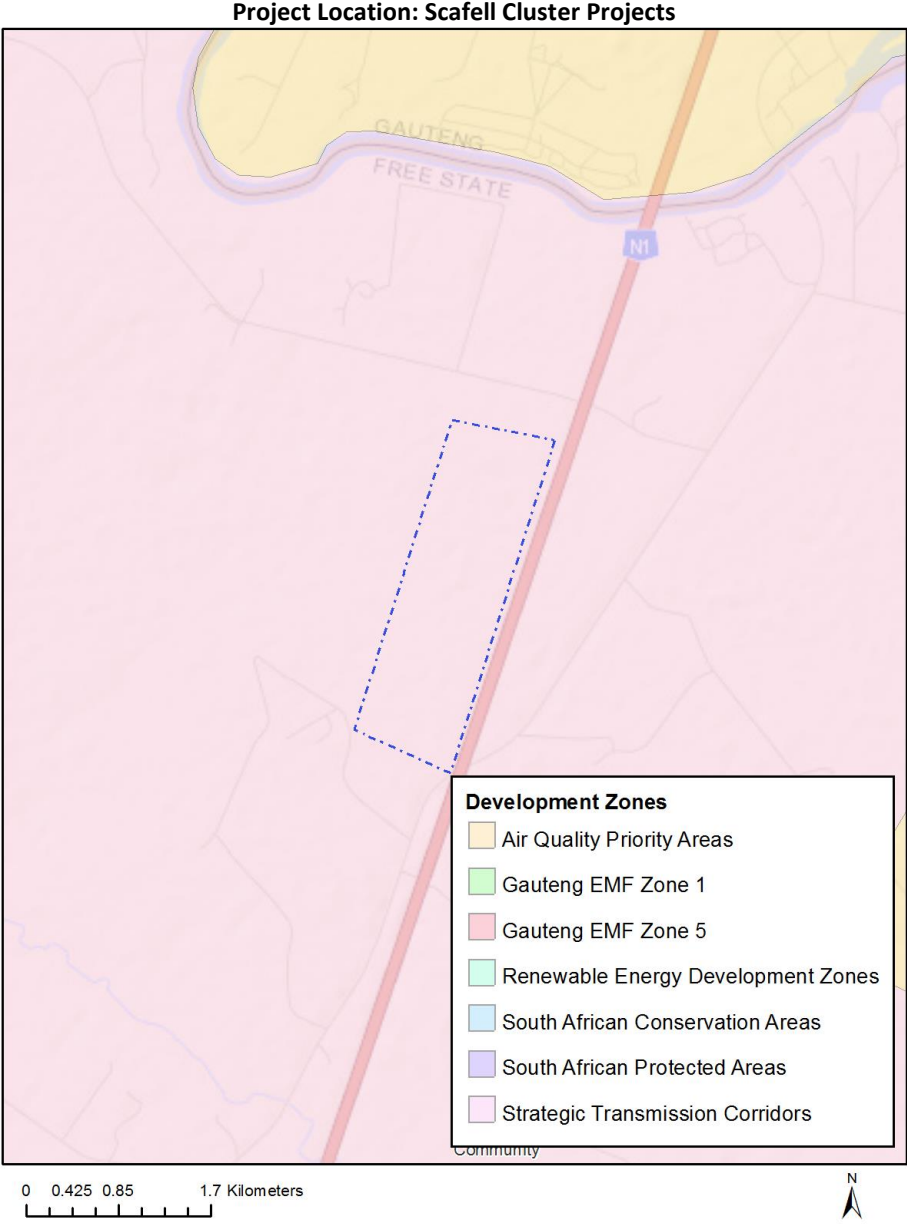 Project Location: Scafell Cluster Projects
GAUTENG
FREE STATE
N1
Development Zones
Air Quality Priority Areas
Gauteng EMF Zone 1
Gauteng EMF Zone 5
Renewable Energy Development Zones
South African Conservation Areas
South African Protected Areas
Strategic Transmission Corridors
Community
0 0.425 0.85 1.7 Kilometers
N